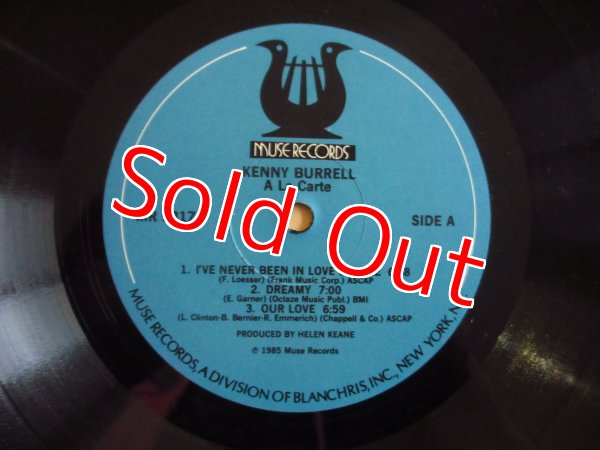 MUSE RECORDS
KENNY BURRELL
A La Carte
SIDE A
1. I'VE NEVER BEEN IN LOVE
(F. Loesser) (Frank Music Corp.) ASCAP
2. DREAMY 7:00
(E. Garner) (Octaze Music Publ.) BMI
3. OUR LOVE 6:59
(L. Clinton-B. Bernier-R. Emmerich) (Chappell & Co.) ASCAP
PRODUCED BY HELEN KEANE
℗ 1985 Muse Records
MUSE RECORDS, A DIVISION OF BLANCHRIS, INC., NEW YORK,
Sold Out